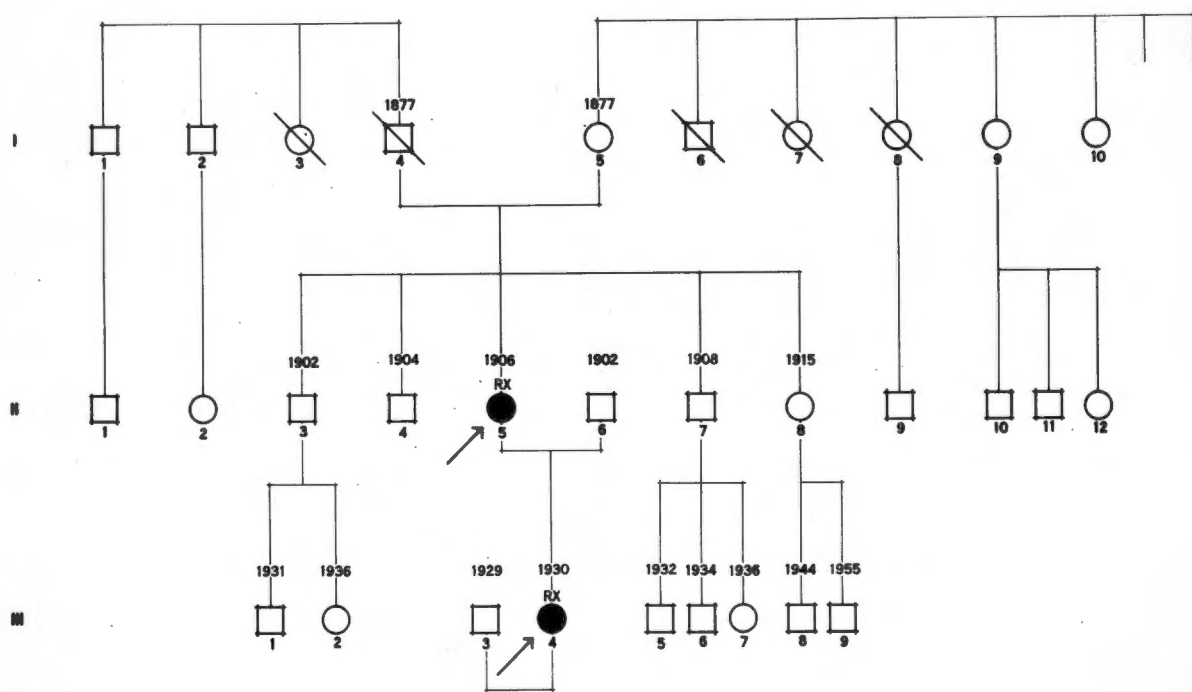 1877 1877
I
1 2 3 4 5 6 7 8 9 10
1902 1904 1906 1902 1908 1915
RX
II
1 2 3 4 5 6 7 8 9 10 11 12
1931 1936 1929 1930 1932 1934 1936 1944 1955
RX
III
1 2 3 4 5 6 7 8 9